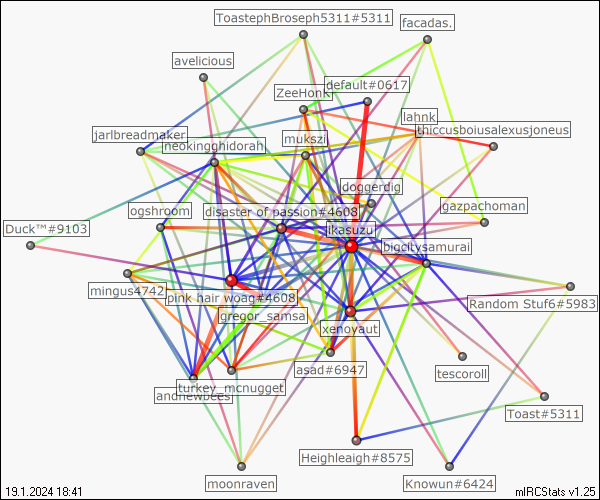 ToastephBroseph5311#5311
facadas.
avelicious
default#0617
ZeeHonk
lahnk
thiccusboiusalexusjoneus
jarlbreadmaker
mukszi
neokingghidorah
doggerdig
gazpachoman
ogshroom
disaster of passion#4608
likasuzu
Duck™#9103
bigcitysamurai
mingus4742
pink hair woag#4608
Random Stuf6#5983
gregor_samsa
xenoyaut
asad#6947
tescoroll
turkey_mcnugget
andnewbees
Toast#5311
Heighleaigh#8575
moonraven
Knowun#6424
19.1.2024 18:41
mIRCStats v1.25